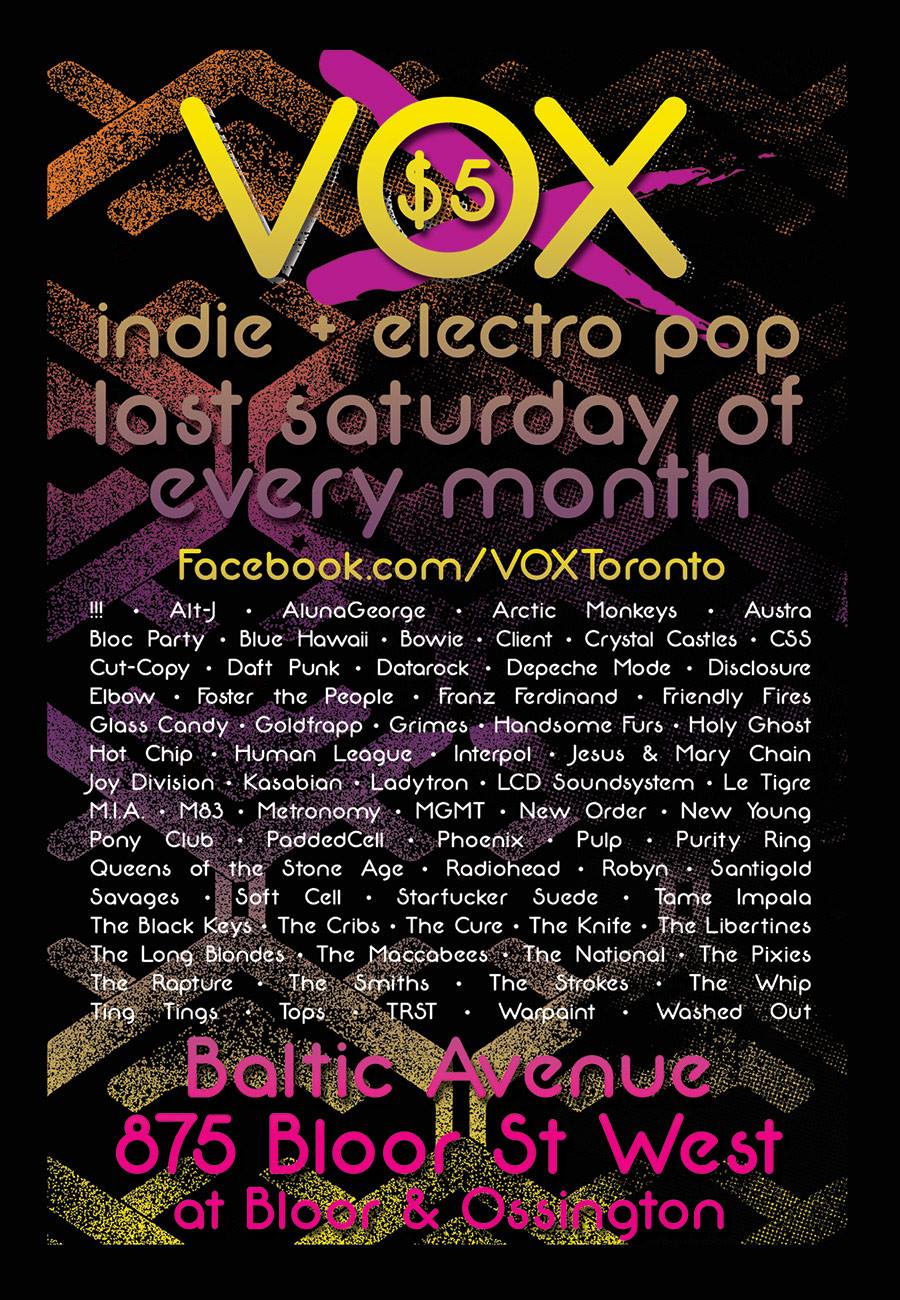 VOX
$5
indie + electro pop
last saturday of
every month
Facebook.com/VOXToronto
!!! • Alt-J • AlunaGeorge • Arctic Monkeys • Austra
Bloc Party • Blue Hawaii • Bowie • Client • Crystal Castles • CSS
Cut-Copy • Daft Punk • Datarock • Depeche Mode • Disclosure
Elbow • Foster the People • Franz Ferdinand • Friendly Fires
Glass Candy • Goldfrapp • Grimes • Handsome Furs • Holy Ghost
Hot Chip • Human League • Interpol • Jesus & Mary Chain
Joy Division • Kasabian • Ladytron • LCD Soundsystem • Le Tigre
M.I.A. • M83 • Metronomy • MGMT • New Order • New Young
Pony Club • PaddedCell • Phoenix • Pulp • Purity Ring
Queens of the Stone Age • Radiohead • Robyn • Santigold
Savages • Soft Cell • Starfucker Suede • Tame Impala
The Black Keys • The Cribs • The Cure • The Knife • The Libertines
The Long Blondes • The Maccabees • The National • The Pixies
The Rapture • The Smiths • The Strokes • The Whip
Ting Tings • Tops • TRST • Warpaint • Washed Out
Baltic Avenue
875 Bloor St West
at Bloor & Ossington